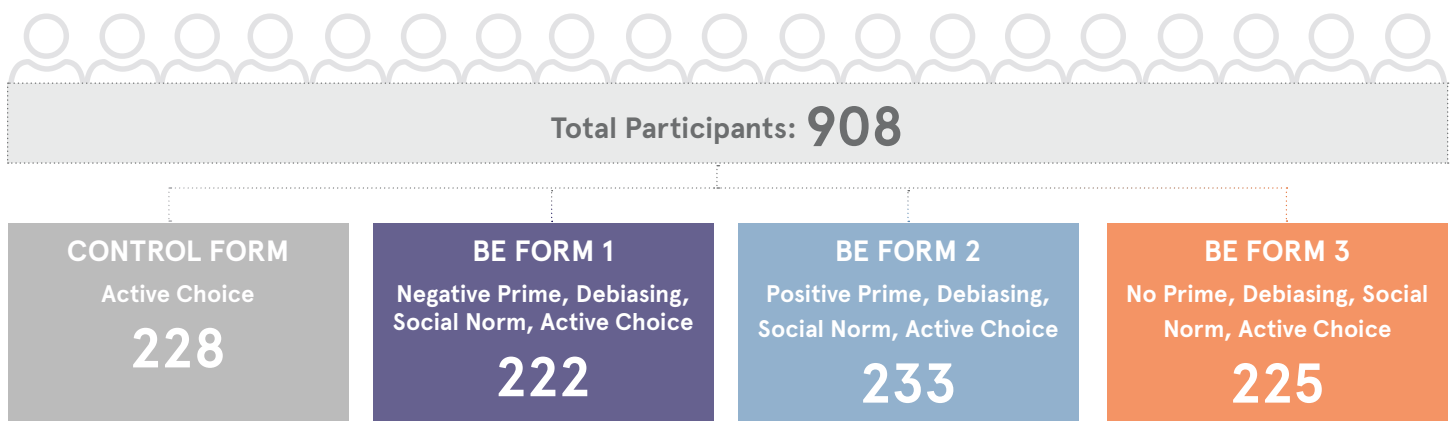 Total Participants: 908
CONTROL FORM
Active Choice
228
BE FORM 1
Negative Prime, Debiasing,
Social Norm, Active Choice
222
BE FORM 2
Positive Prime, Debiasing,
Social Norm, Active Choice
233
BE FORM 3
No Prime, Debiasing, Social
Norm, Active Choice
225